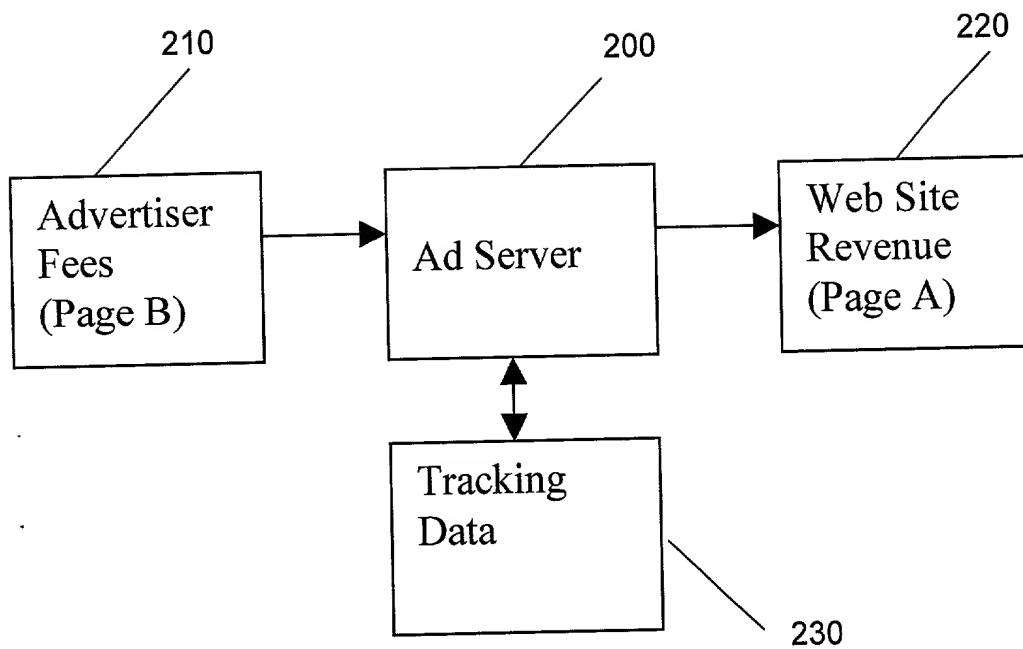 210
200
220
Advertiser
Fees
(Page B)
Ad Server
Web Site
Revenue
(Page A)
Tracking
Data
230